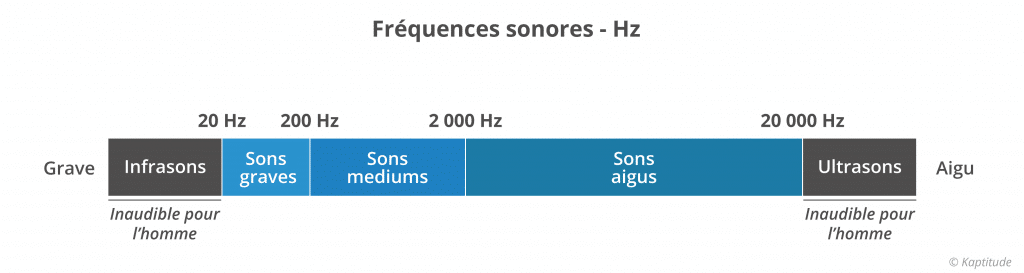 Fréquences sonores - Hz
20 Hz 200 Hz 2 000 Hz 20 000 Hz
Grave Infrasons Sons graves Sons mediums Sons aigus Ultrasons Aigu
Inaudible pour l’homme Inaudible pour l’homme
© Kaptitude